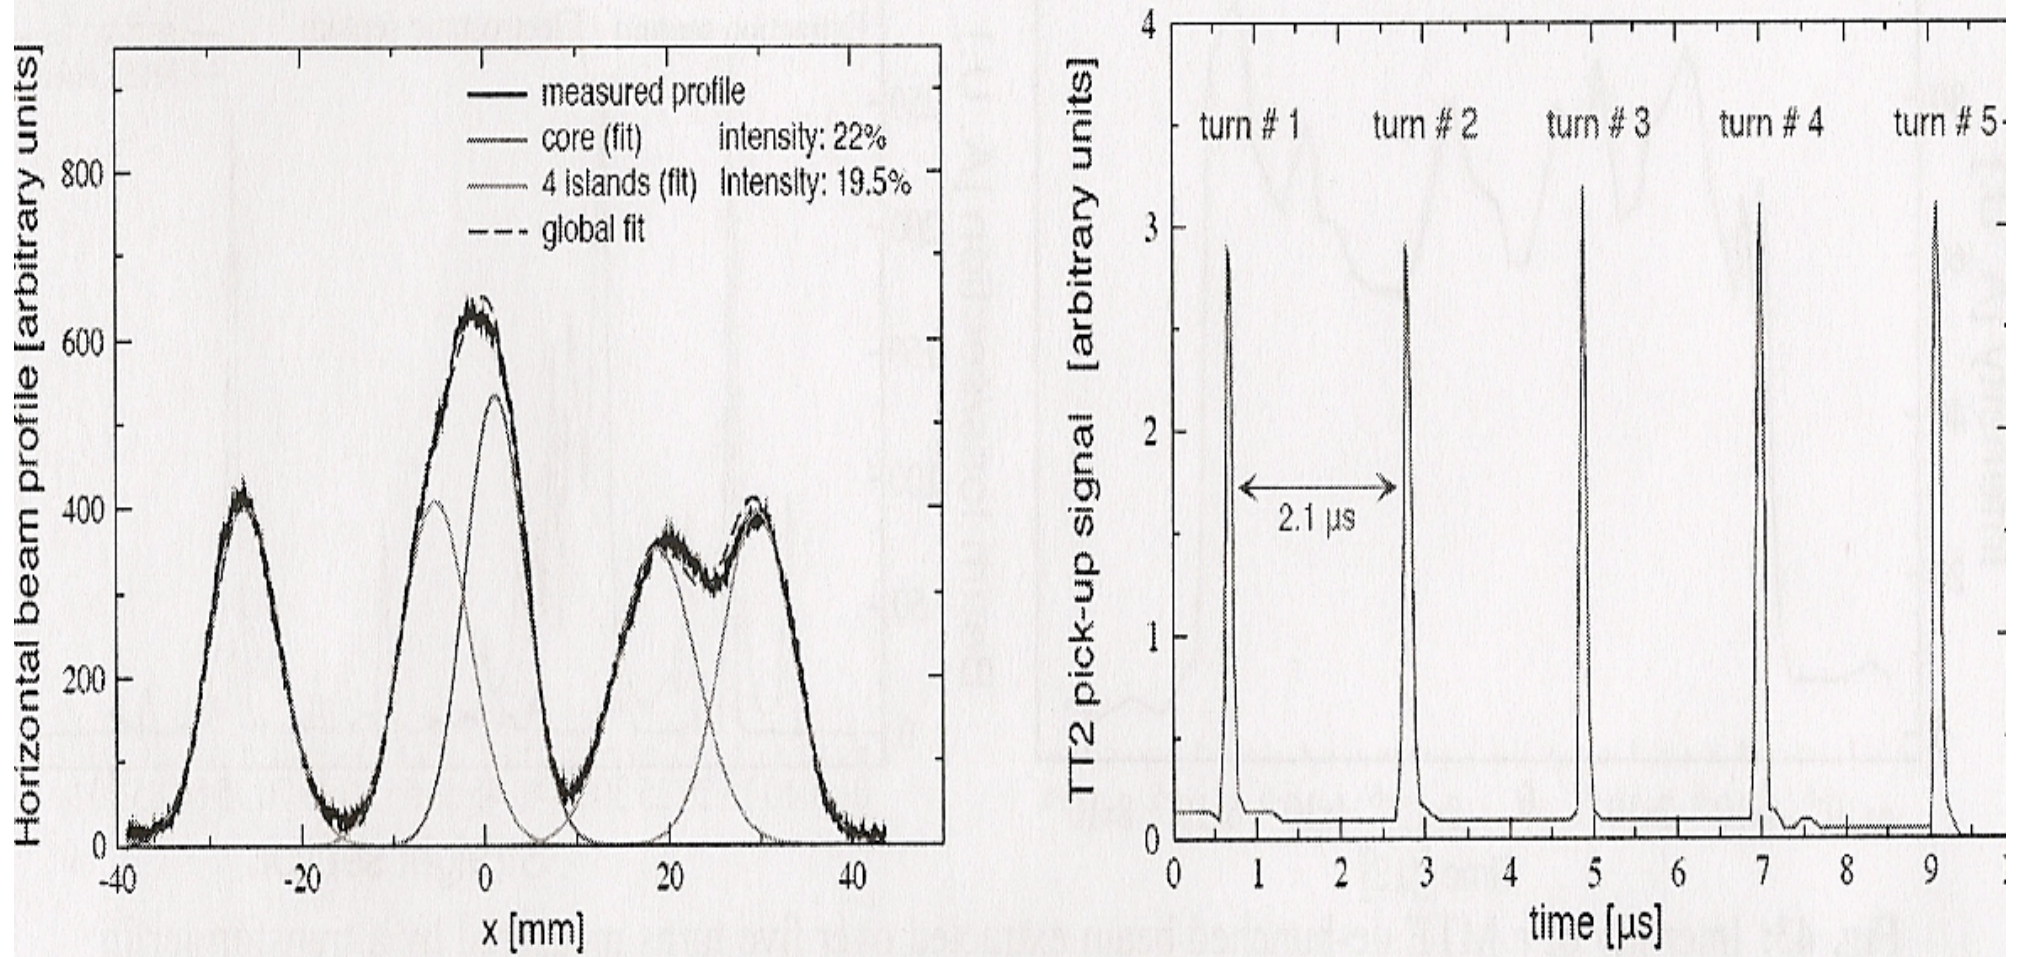 Horizontal beam profile [arbitrary units]
800
600
400
200
0
measured profile
core (fit) intensity: 22%
4 islands (fit) Intensity: 19.5%
global fit
-40 -20 0 20 40
x [mm]
TT2 pick-up signal [arbitrary units]
4
3
2
1
0
turn # 1 turn # 2 turn # 3 turn # 4 turn # 5
2.1 µs
0 1 2 3 4 5 6 7 8 9
time [µs]